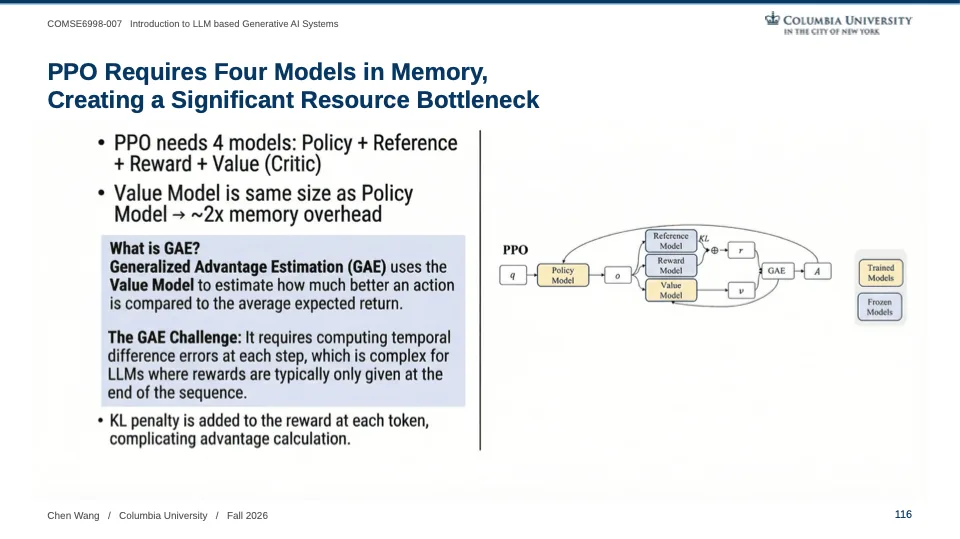 COMSE6998-007 Introduction to LLM based Generative AI Systems
COLUMBIA UNIVERSITY
IN THE CITY OF NEW YORK
PPO Requires Four Models in Memory,
Creating a Significant Resource Bottleneck
• PPO needs 4 models: Policy + Reference
+ Reward + Value (Critic)
• Value Model is same size as Policy
Model → ~2x memory overhead
What is GAE?
Generalized Advantage Estimation (GAE) uses the
Value Model to estimate how much better an action
is compared to the average expected return.
The GAE Challenge: It requires computing temporal
difference errors at each step, which is complex for
LLMs where rewards are typically only given at the
end of the sequence.
• KL penalty is added to the reward at each token,
complicating advantage calculation.
PPO
q
Policy
Model
o
Reference
Model
Reward
Model
Value
Model
KL
⊕
r
v
GAE
A
Trained
Models
Frozen
Models
Chen Wang / Columbia University / Fall 2026
116